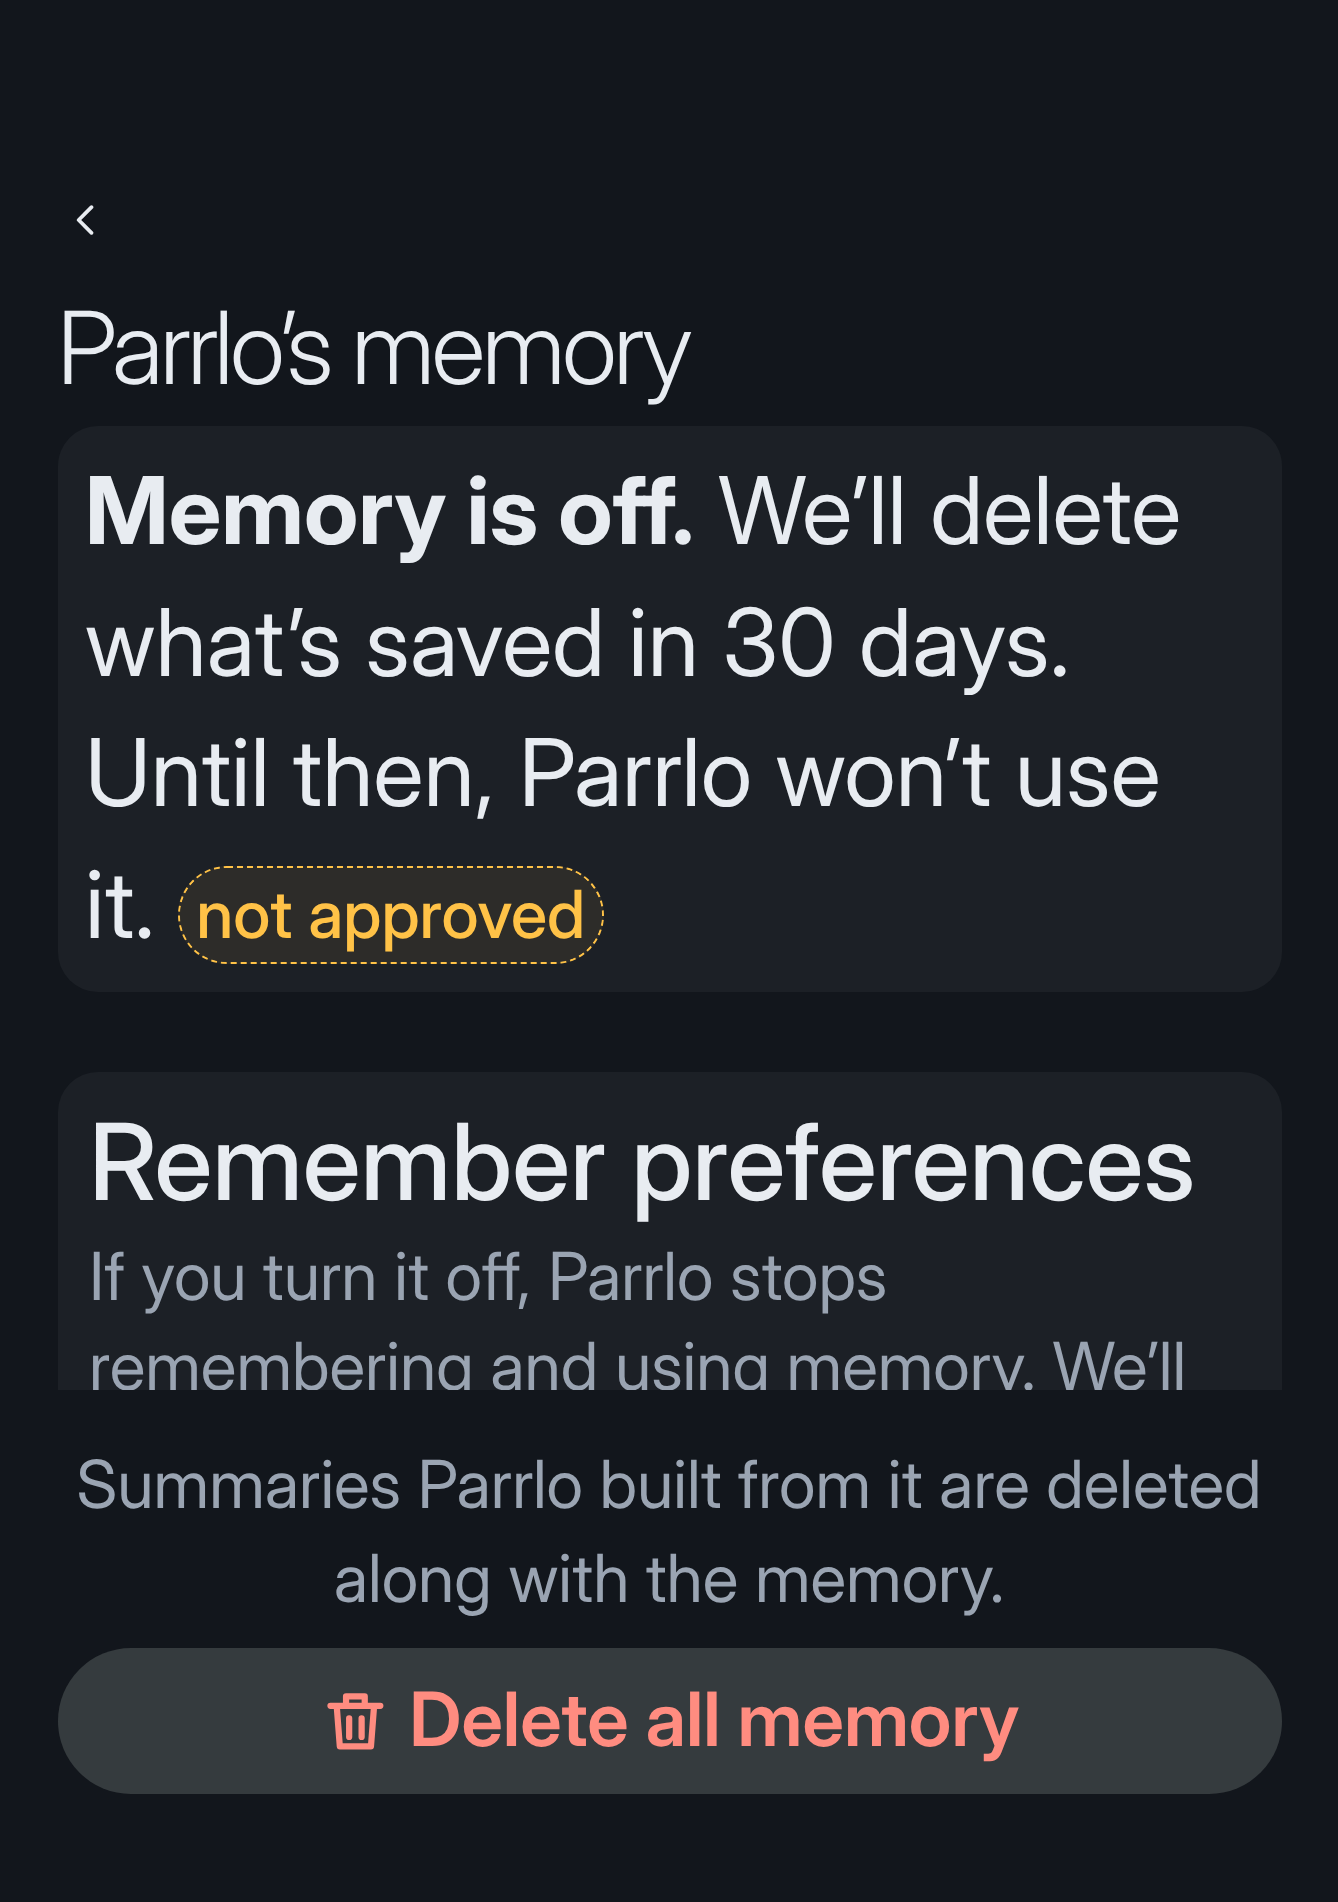 Parrlo’s memory
Memory is off. We’ll delete
what’s saved in 30 days.
Until then, Parrlo won’t use
it. not approved
Remember preferences
If you turn it off, Parrlo stops
remembering and using memory. We’ll
Summaries Parrlo built from it are deleted
along with the memory.
Delete all memory